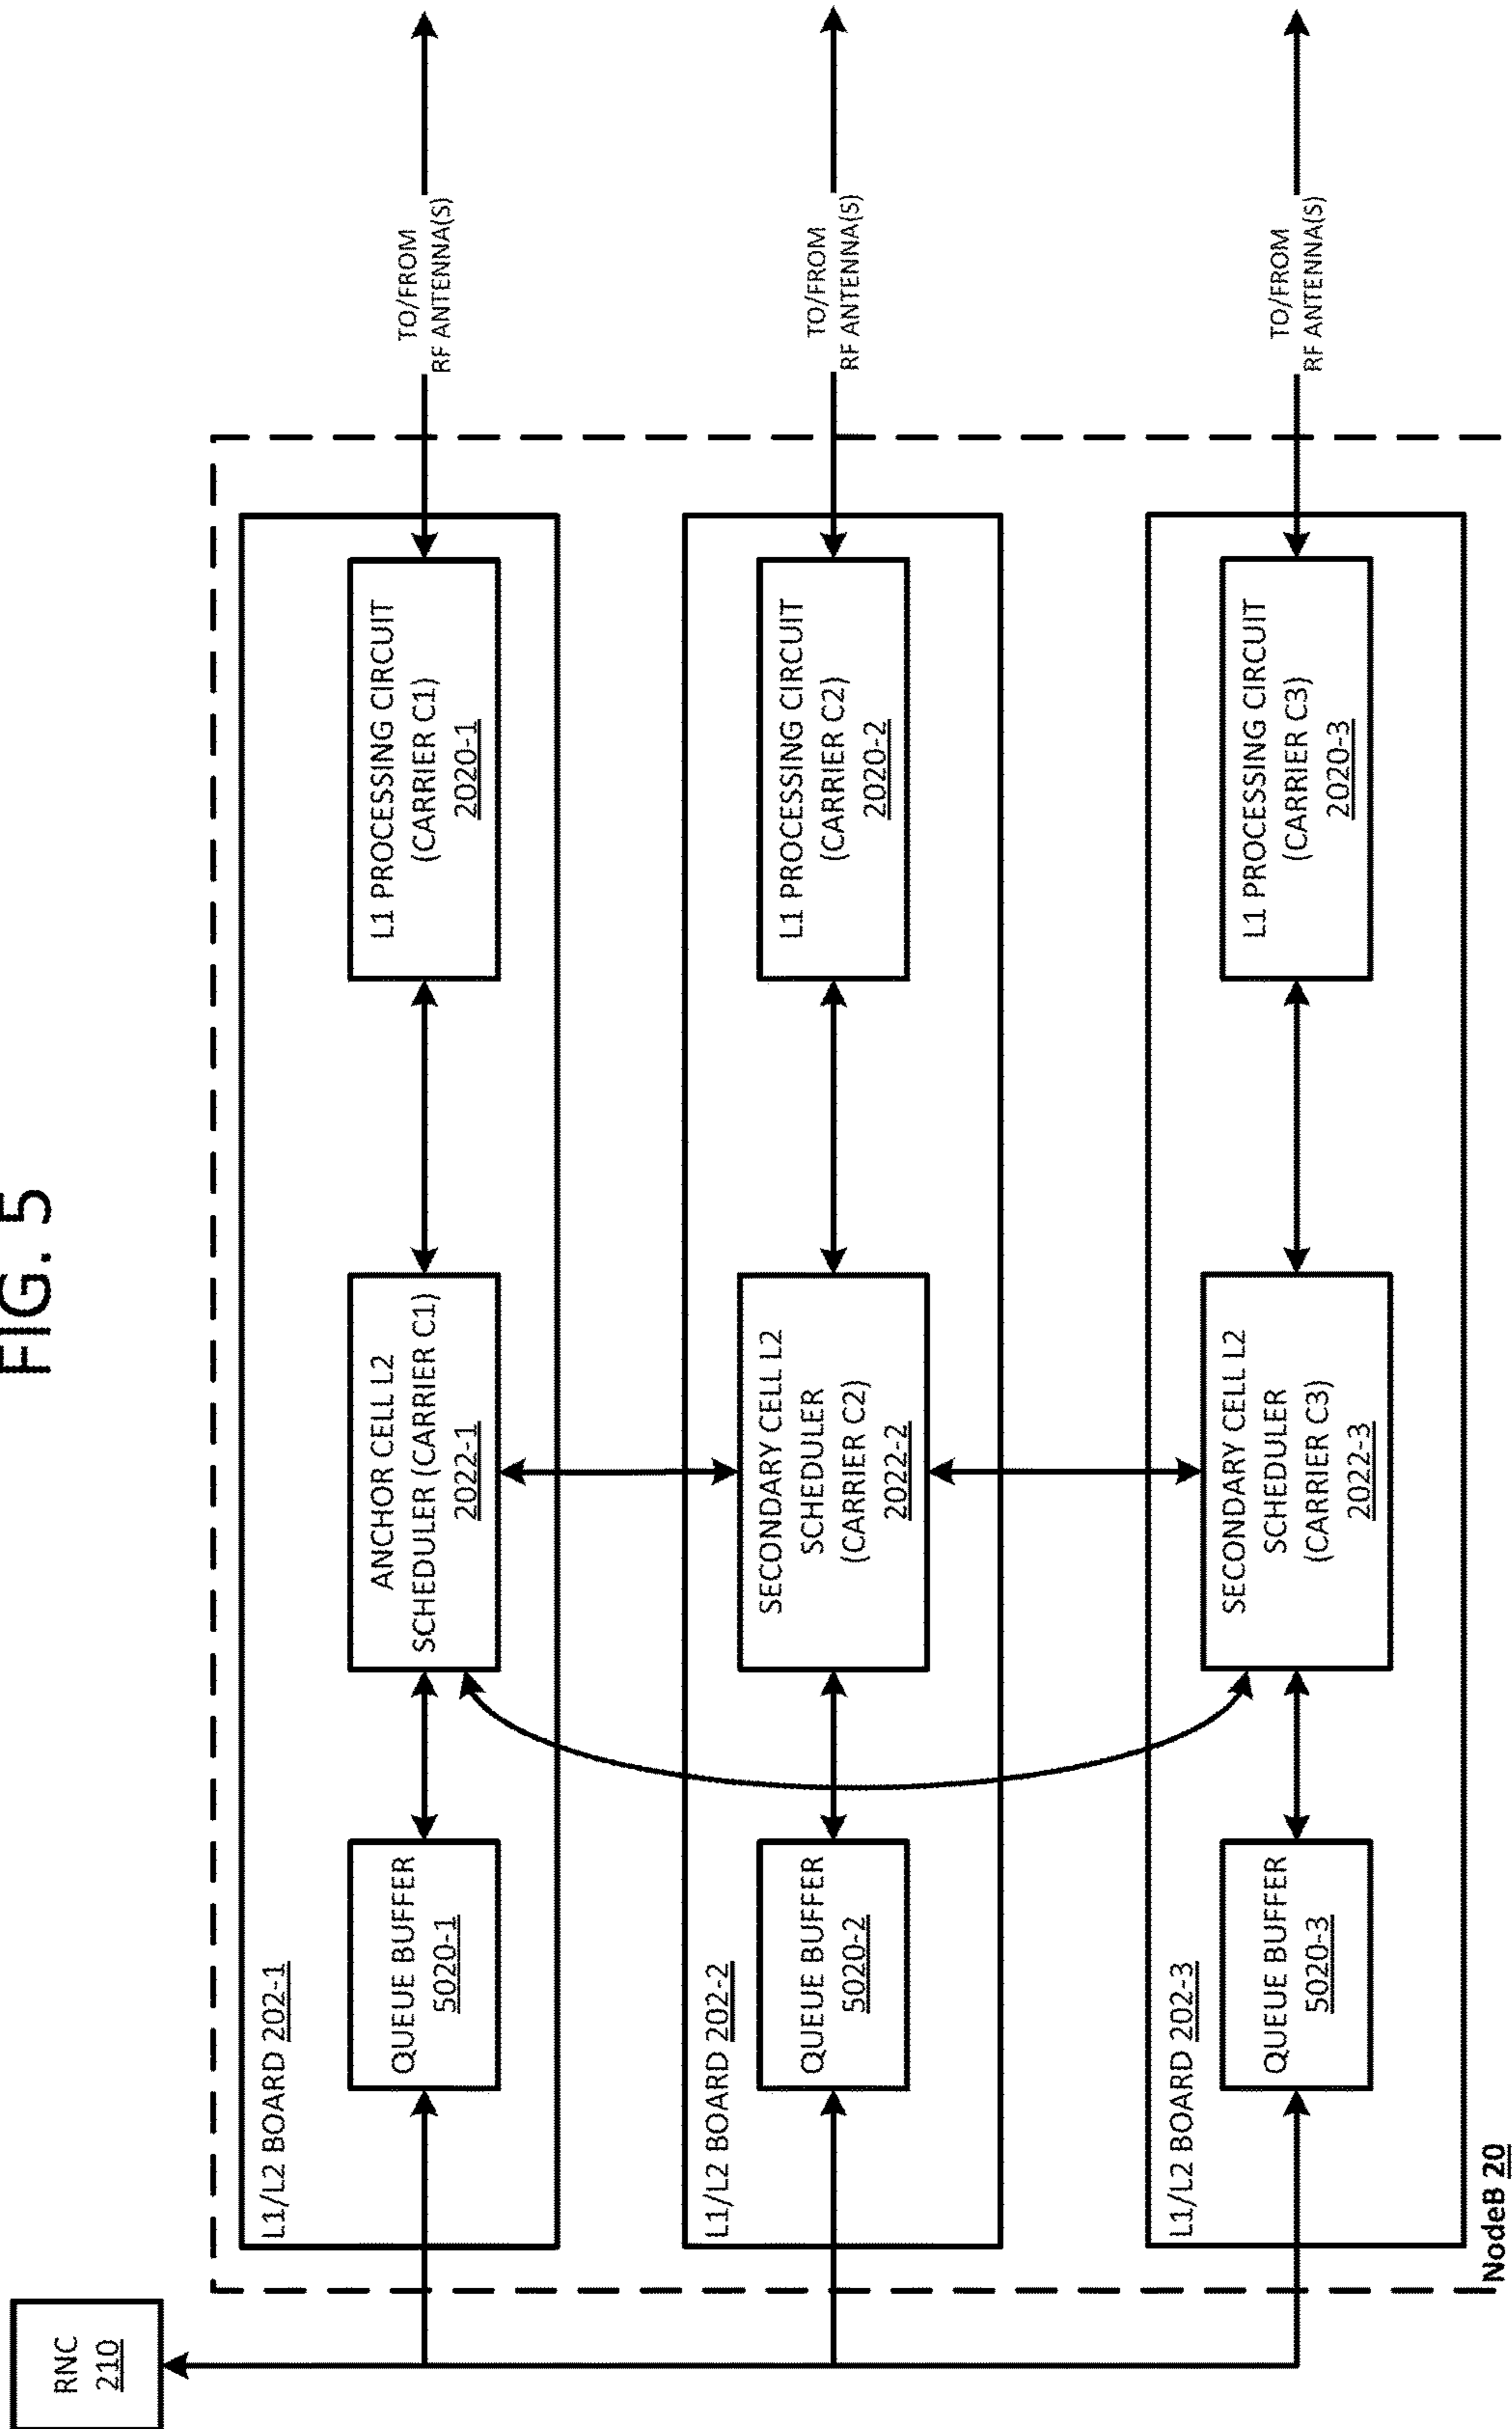 FIG. 5
RNC
210
L1/L2 BOARD 202-1
QUEUE BUFFER
5020-1
ANCHOR CELL L2
SCHEDULER (CARRIER C1)
2022-1
L1 PROCESSING CIRCUIT
(CARRIER C1)
2020-1
TO/FROM
RF ANTENNA(S)
L1/L2 BOARD 202-2
QUEUE BUFFER
5020-2
SECONDARY CELL L2
SCHEDULER
(CARRIER C2)
2022-2
L1 PROCESSING CIRCUIT
(CARRIER C2)
2020-2
TO/FROM
RF ANTENNA(S)
L1/L2 BOARD 202-3
QUEUE BUFFER
5020-3
SECONDARY CELL L2
SCHEDULER
(CARRIER C3)
2022-3
L1 PROCESSING CIRCUIT
(CARRIER C3)
2020-3
TO/FROM
RF ANTENNA(S)
NodeB 20